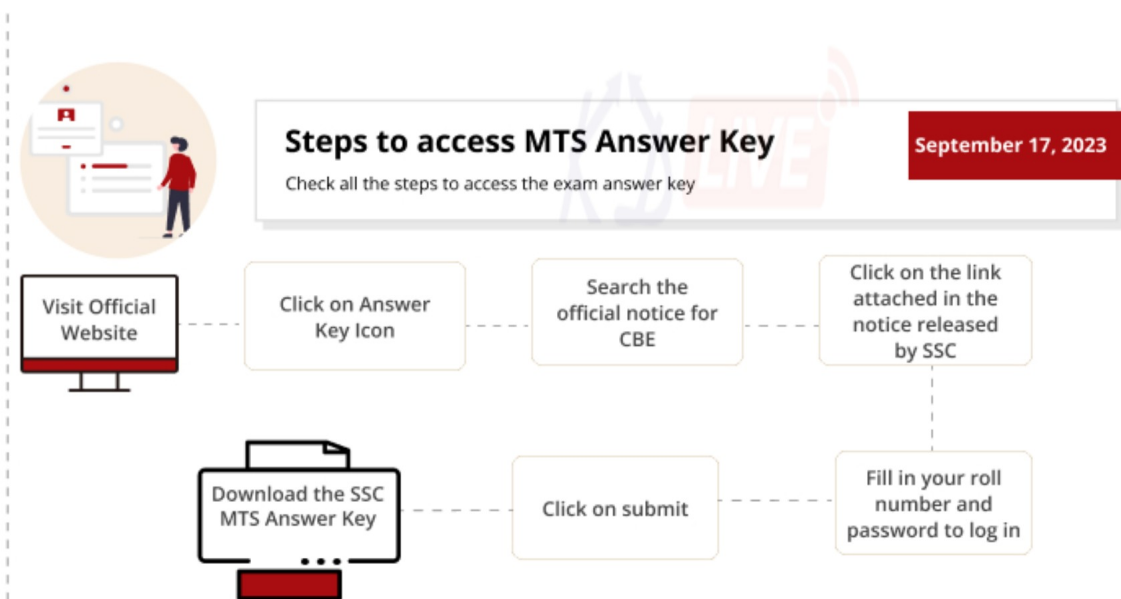 Steps to access MTS Answer Key
September 17, 2023
Check all the steps to access the exam answer key
LIVE
Visit Official
Website
Click on Answer
Key Icon
Search the
official notice for
CBE
Click on the link
attached in the
notice released
by SSC
Fill in your roll
number and
password to log in
Click on submit
Download the SSC
MTS Answer Key